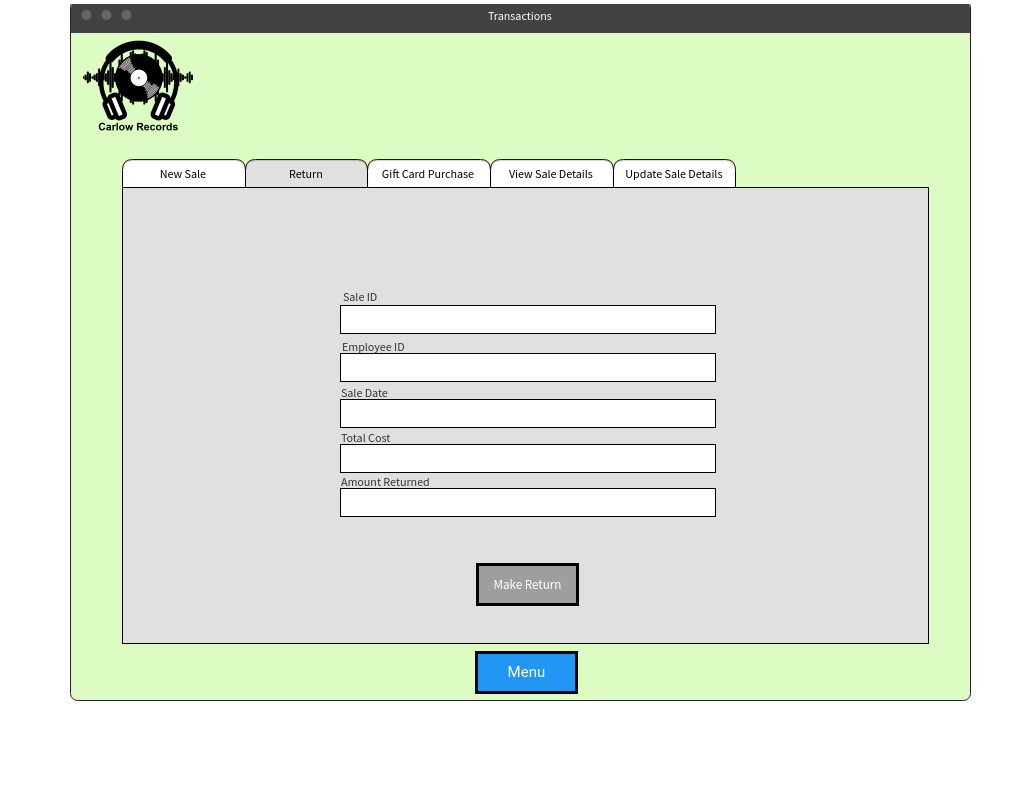 Transactions
Carlow Records
New Sale
Return
Gift Card Purchase
View Sale Details
Update Sale Details
Sale ID
Employee ID
Sale Date
Total Cost
Amount Returned
Make Return
Menu